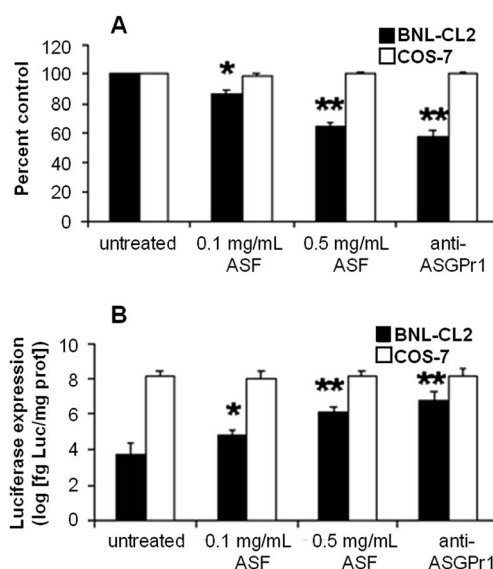 A
BNL-CL2
COS-7
Percent control
120
100
80
60
40
20
0
*
**
**
untreated
0.1 mg/mL
ASF
0.5 mg/mL
ASF
anti-
ASGPr1
B
BNL-CL2
COS-7
Luciferase expression
(log [fg Luc/mg prot])
10
8
6
4
2
0
*
**
**
untreated
0.1 mg/mL
ASF
0.5 mg/mL
ASF
anti-
ASGPr1